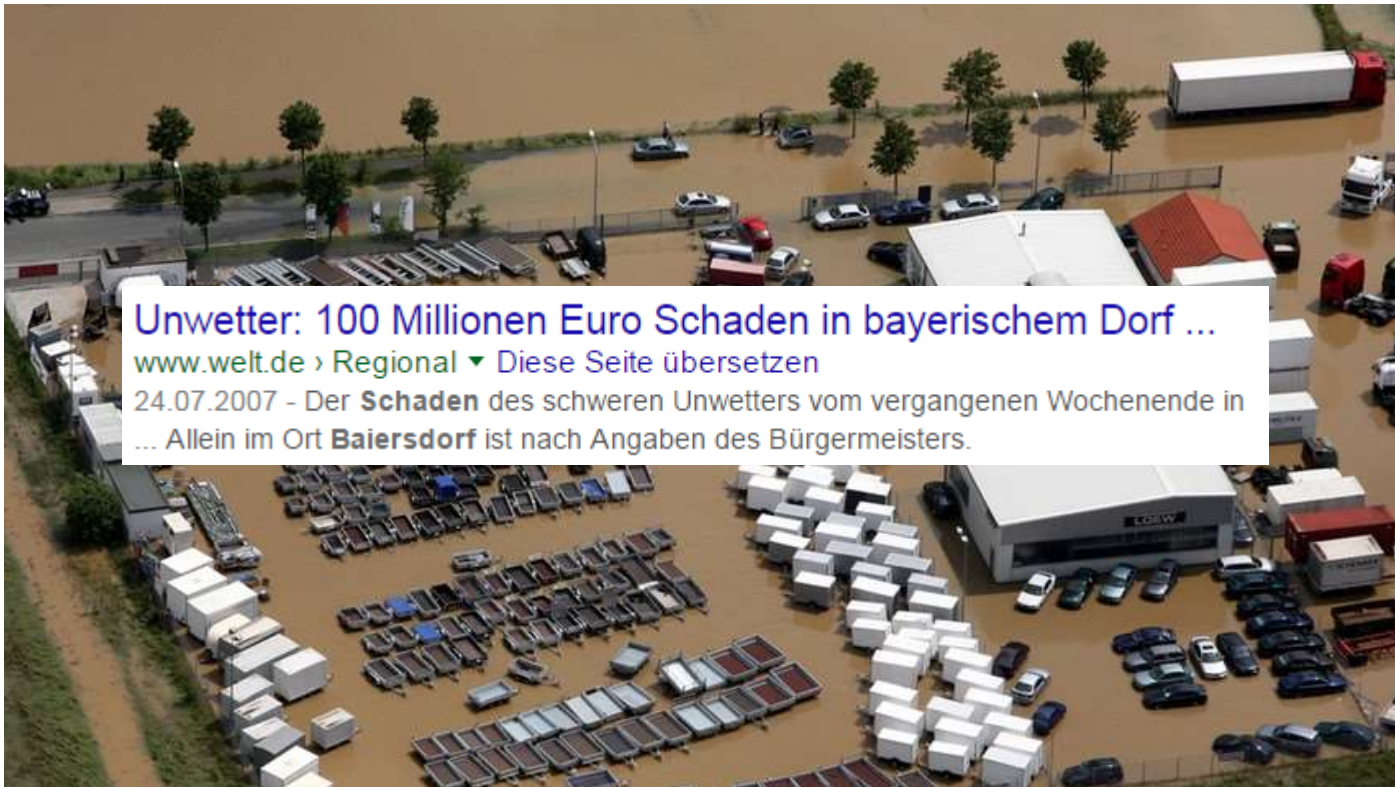 Unwetter: 100 Millionen Euro Schaden in bayerischem Dorf ...
www.welt.de › Regional ▼ Diese Seite übersetzen
24.07.2007 - Der Schaden des schweren Unwetters vom vergangenen Wochenende in
... Allein im Ort Baiersdorf ist nach Angaben des Bürgermeisters.
LOEW